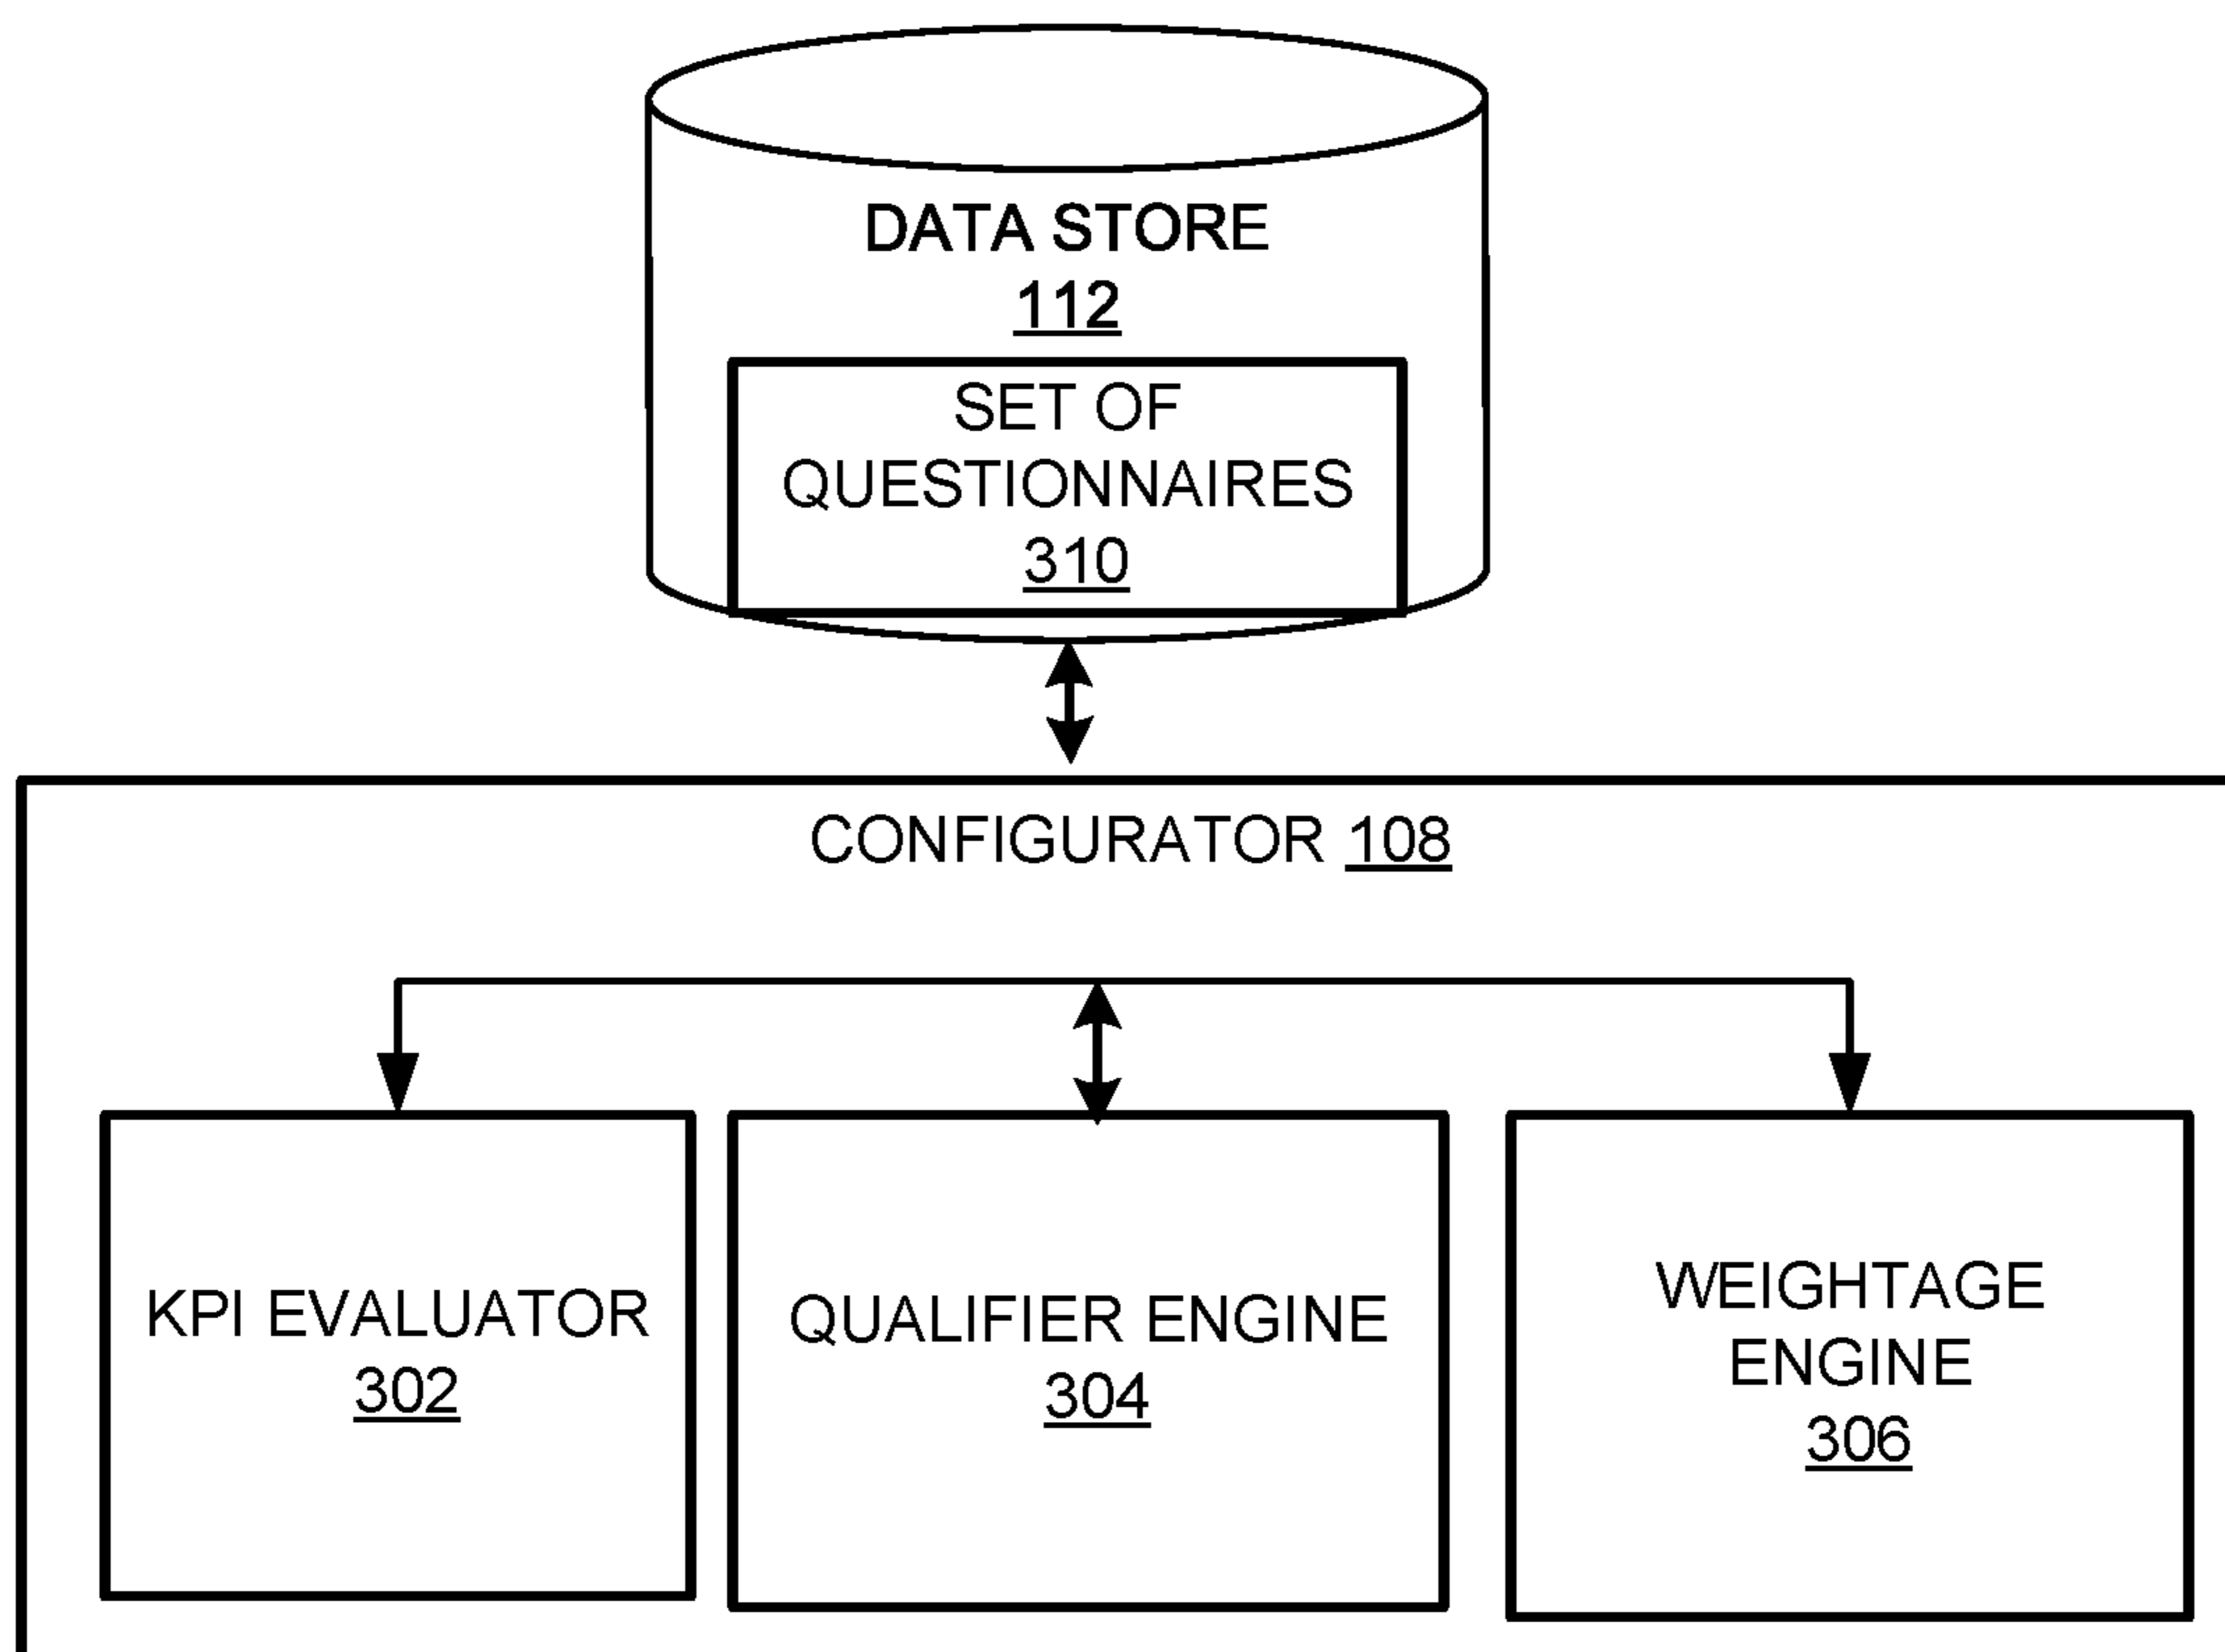 DATA STORE
112
SET OF
QUESTIONNAIRES
310
CONFIGURATOR 108
KPI EVALUATOR
302
QUALIFIER ENGINE
304
WEIGHTAGE
ENGINE
306